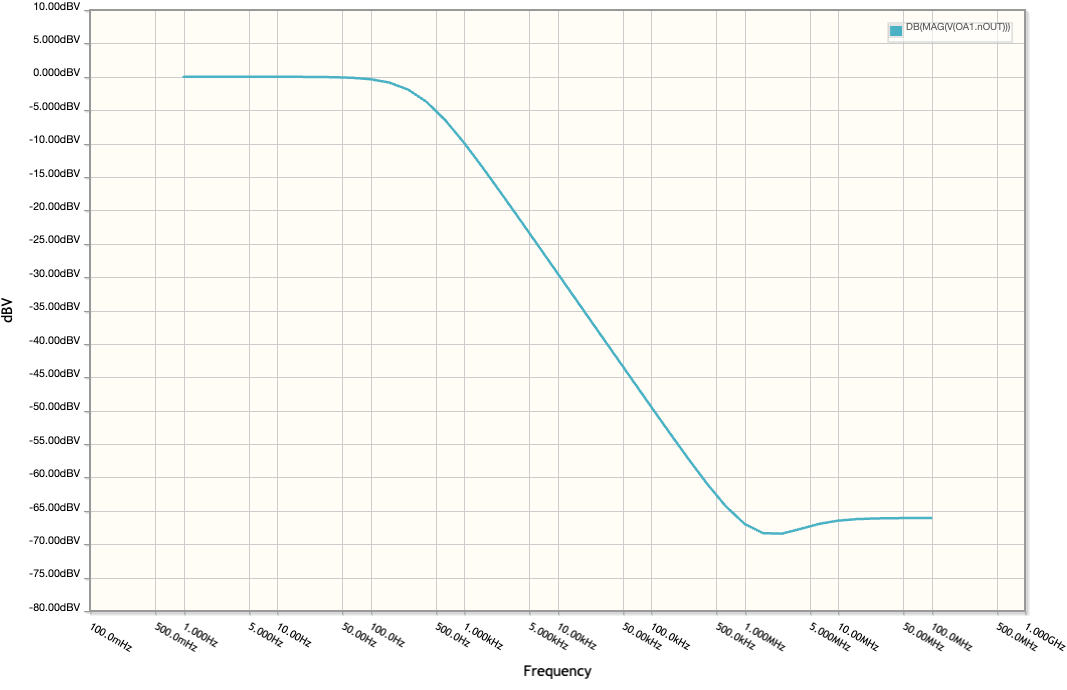 10.00dBV
5.000dBV
0.000dBV
-5.000dBV
-10.00dBV
-15.00dBV
-20.00dBV
-25.00dBV
-30.00dBV
-35.00dBV
-40.00dBV
-45.00dBV
-50.00dBV
-55.00dBV
-60.00dBV
-65.00dBV
-70.00dBV
-75.00dBV
-80.00dBV
dBV
DB(MAG(V(OA1.nOUT)))
100.0mHz
500.0mHz
1.000Hz
5.000Hz
10.00Hz
50.00Hz
100.0Hz
500.0Hz
1.000kHz
5.000kHz
10.00kHz
50.00kHz
100.0kHz
500.0kHz
1.000MHz
5.000MHz
10.00MHz
50.00MHz
100.0MHz
500.0MHz
1.000GHz
Frequency